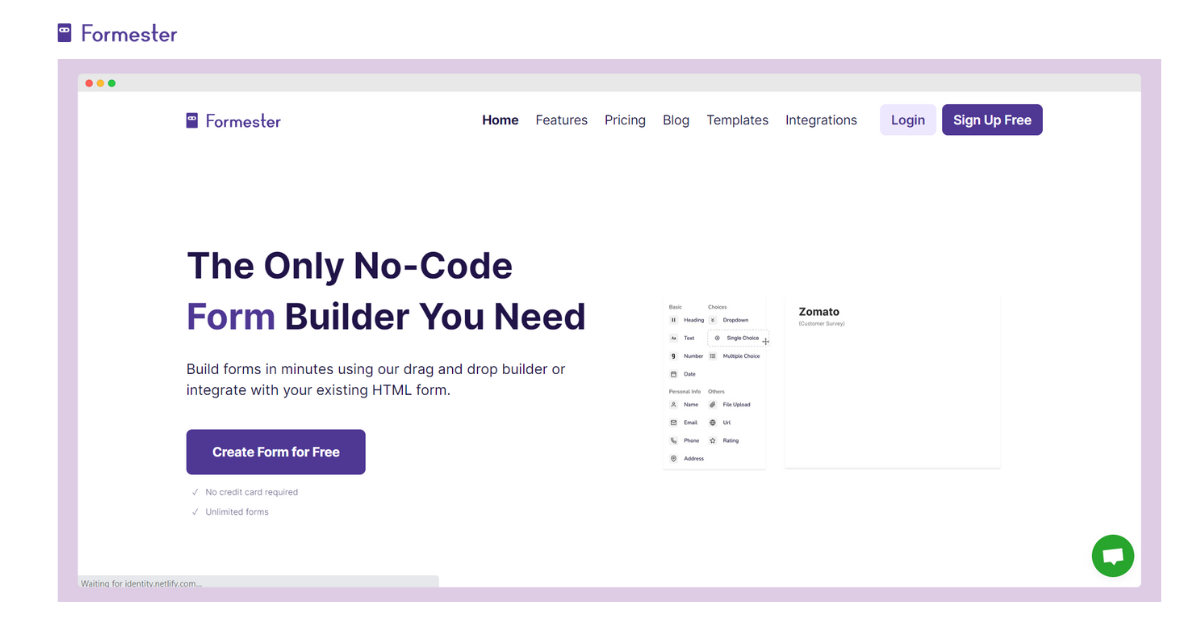 Formester
Formester
Home Features Pricing Blog Templates Integrations Login Sign Up Free
The Only No-Code
Form Builder You Need
Build forms in minutes using our drag and drop builder or
integrate with your existing HTML form.
Create Form for Free
✓ No credit card required
✓ Unlimited forms
Basic Choices
H Heading Dropdown
Aa Text Single Choice
9 Number Multiple Choice
Date
Personal Info Others
Name File Upload
Email Url
Phone Rating
Address
Zomato
(Customer Survey)
Waiting for identity.netlify.com...